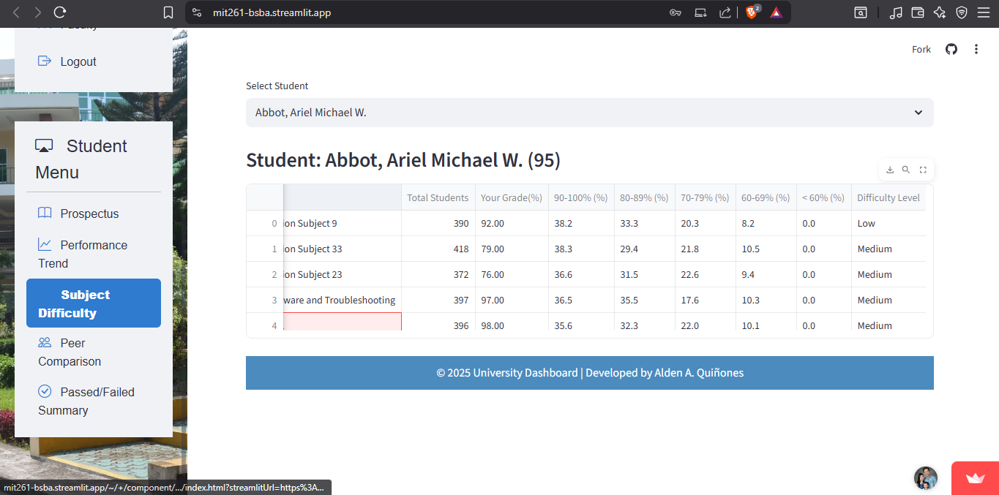 mit261-bsba.streamlit.app
2
Faculty
Logout
Student
Menu
Prospectus
Performance
Trend
Subject
Difficulty
Peer
Comparison
Passed/Failed
Summary
Fork
Select Student
Abbot, Ariel Michael W.
Student: Abbot, Ariel Michael W. (95)
Total Students Your Grade(%) 90-100% (%) 80-89% (%) 70-79% (%) 60-69% (%) < 60% (%) Difficulty Level
0 ion Subject 9 390 92.00 38.2 33.3 20.3 8.2 0.0 Low
1 ion Subject 33 418 79.00 38.3 29.4 21.8 10.5 0.0 Medium
2 ion Subject 23 372 76.00 36.6 31.5 22.6 9.4 0.0 Medium
3 ware and Troubleshooting 397 97.00 36.5 35.5 17.6 10.3 0.0 Medium
4 396 98.00 35.6 32.3 22.0 10.1 0.0 Medium
© 2025 University Dashboard | Developed by Alden A. Quiñones
mit261-bsba.streamlit.app/~/+/component/.../index.html?streamlitUrl=https%3A...